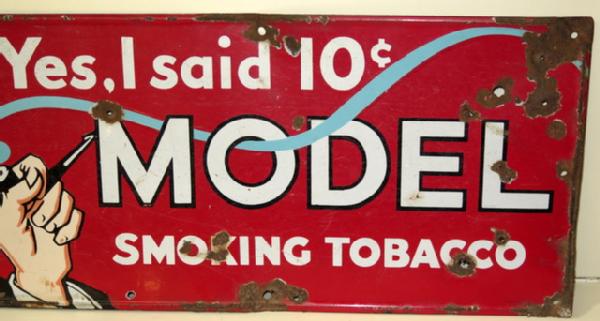 Yes, I said 10¢
MODEL
SMOKING TOBACCO